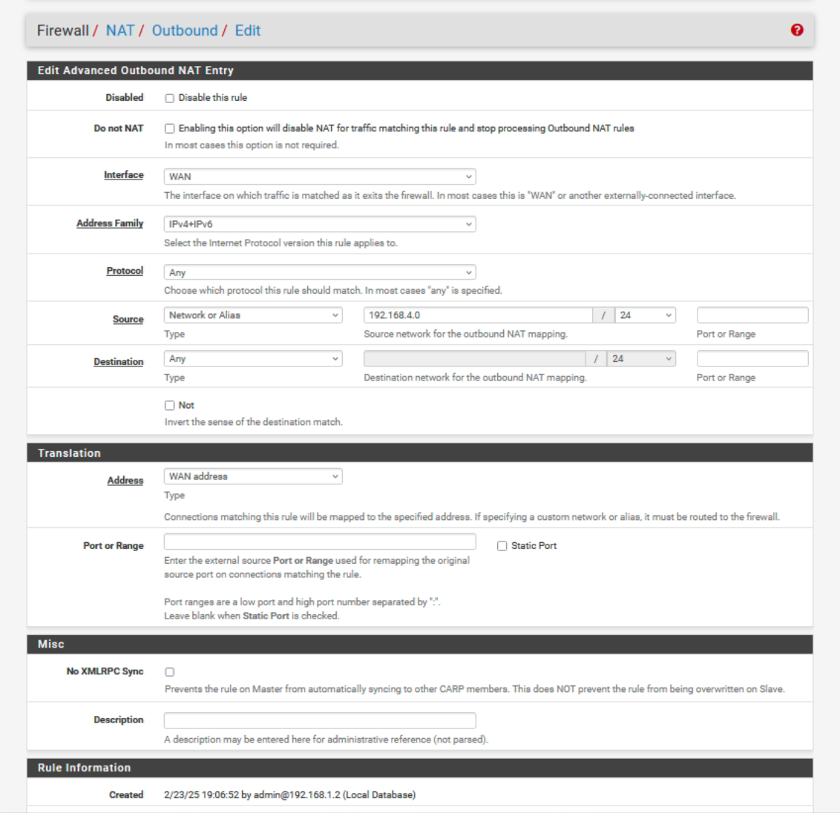 Firewall / NAT / Outbound / Edit
Edit Advanced Outbound NAT Entry
Disabled Disable this rule
Do not NAT Enabling this option will disable NAT for traffic matching this rule and stop processing Outbound NAT rules
In most cases this option is not required.
Interface WAN
The interface on which traffic is matched as it exits the firewall. In most cases this is "WAN" or another externally-connected interface.
Address Family IPv4+IPv6
Select the Internet Protocol version this rule applies to.
Protocol Any
Choose which protocol this rule should match. In most cases "any" is specified.
Source Network or Alias 192.168.4.0 / 24
Type Source network for the outbound NAT mapping. Port or Range
Destination Any / 24
Type Destination network for the outbound NAT mapping. Port or Range
Not
Invert the sense of the destination match.
Translation
Address WAN address
Type
Connections matching this rule will be mapped to the specified address. If specifying a custom network or alias, it must be routed to the firewall.
Port or Range Static Port
Enter the external source Port or Range used for remapping the original
source port on connections matching the rule.
Port ranges are a low port and high port number separated by ":".
Leave blank when Static Port is checked.
Misc
No XMLRPC Sync
Prevents the rule on Master from automatically syncing to other CARP members. This does NOT prevent the rule from being overwritten on Slave.
Description
A description may be entered here for administrative reference (not parsed).
Rule Information
Created 2/23/25 19:06:52 by admin@192.168.1.2 (Local Database)